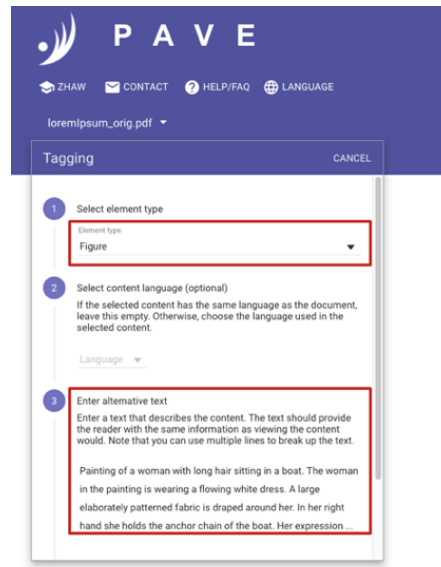 P A V E
ZHAW CONTACT HELP/FAQ LANGUAGE
loremIpsum_orig.pdf
Tagging CANCEL
1 Select element type
Element type
Figure
2 Select content language (optional)
If the selected content has the same language as the document,
leave this empty. Otherwise, choose the language used in the
selected content.
Language
3 Enter alternative text
Enter a text that describes the content. The text should provide
the reader with the same information as viewing the content
would. Note that you can use multiple lines to break up the text.
Painting of a woman with long hair sitting in a boat. The woman
in the painting is wearing a flowing white dress. A large
elaborately patterned fabric is draped around her. In her right
hand she holds the anchor chain of the boat. Her expression ...